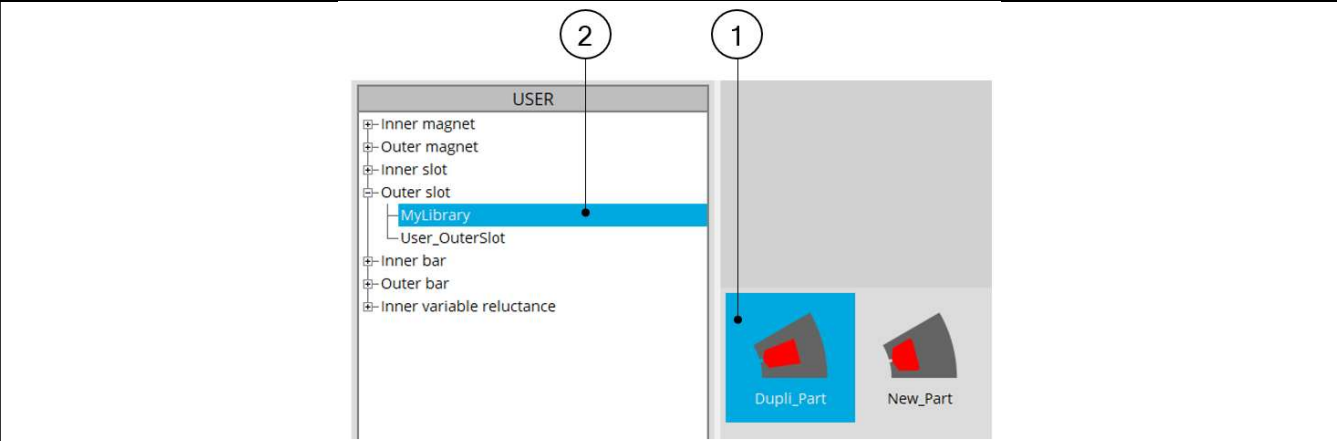 2
1
USER
Inner magnet
Outer magnet
Inner slot
Outer slot
MyLibrary
User_OuterSlot
Inner bar
Outer bar
Inner variable reluctance
Dupli_Part
New_Part